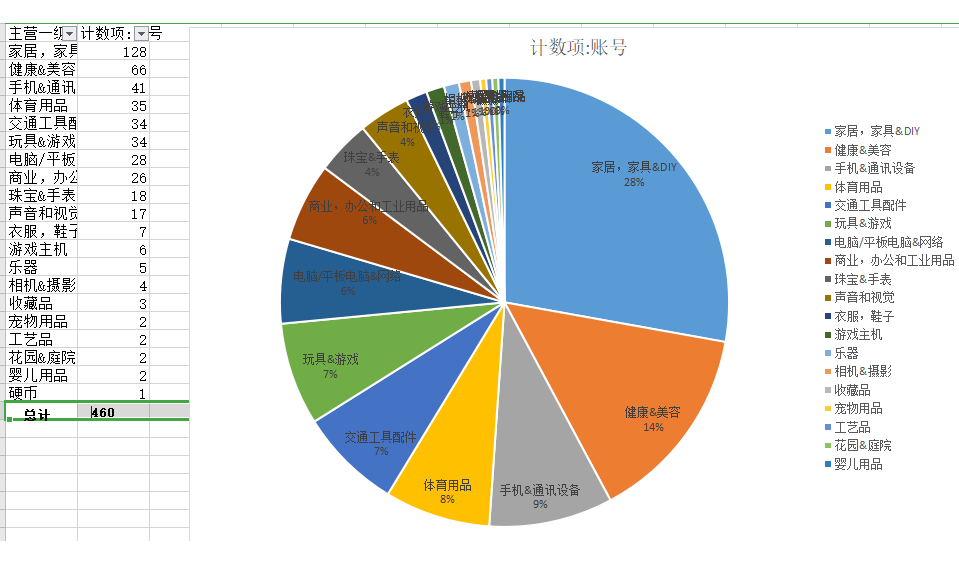 主营一级 计数项: 号
家居，家具 128
健康&美容 66
手机&通讯 41
体育用品 35
交通工具配 34
玩具&游戏 34
电脑/平板 28
商业，办公 26
珠宝&手表 18
声音和视觉 17
衣服，鞋子 7
游戏主机 6
乐器 5
相机&摄影 4
收藏品 3
宠物用品 2
工艺品 2
花园&庭院 2
婴儿用品 2
硬币 1
总计 460
计数项:账号
家居，家具&DIY
28%
健康&美容
14%
手机&通讯设备
9%
体育用品
8%
交通工具配件
7%
玩具&游戏
7%
电脑/平板电脑&网络
6%
商业，办公和工业用品
6%
珠宝&手表
4%
声音和视觉
4%
家居，家具&DIY
健康&美容
手机&通讯设备
体育用品
交通工具配件
玩具&游戏
电脑/平板电脑&网络
商业，办公和工业用品
珠宝&手表
声音和视觉
衣服，鞋子
游戏主机
乐器
相机&摄影
收藏品
宠物用品
工艺品
花园&庭院
婴儿用品